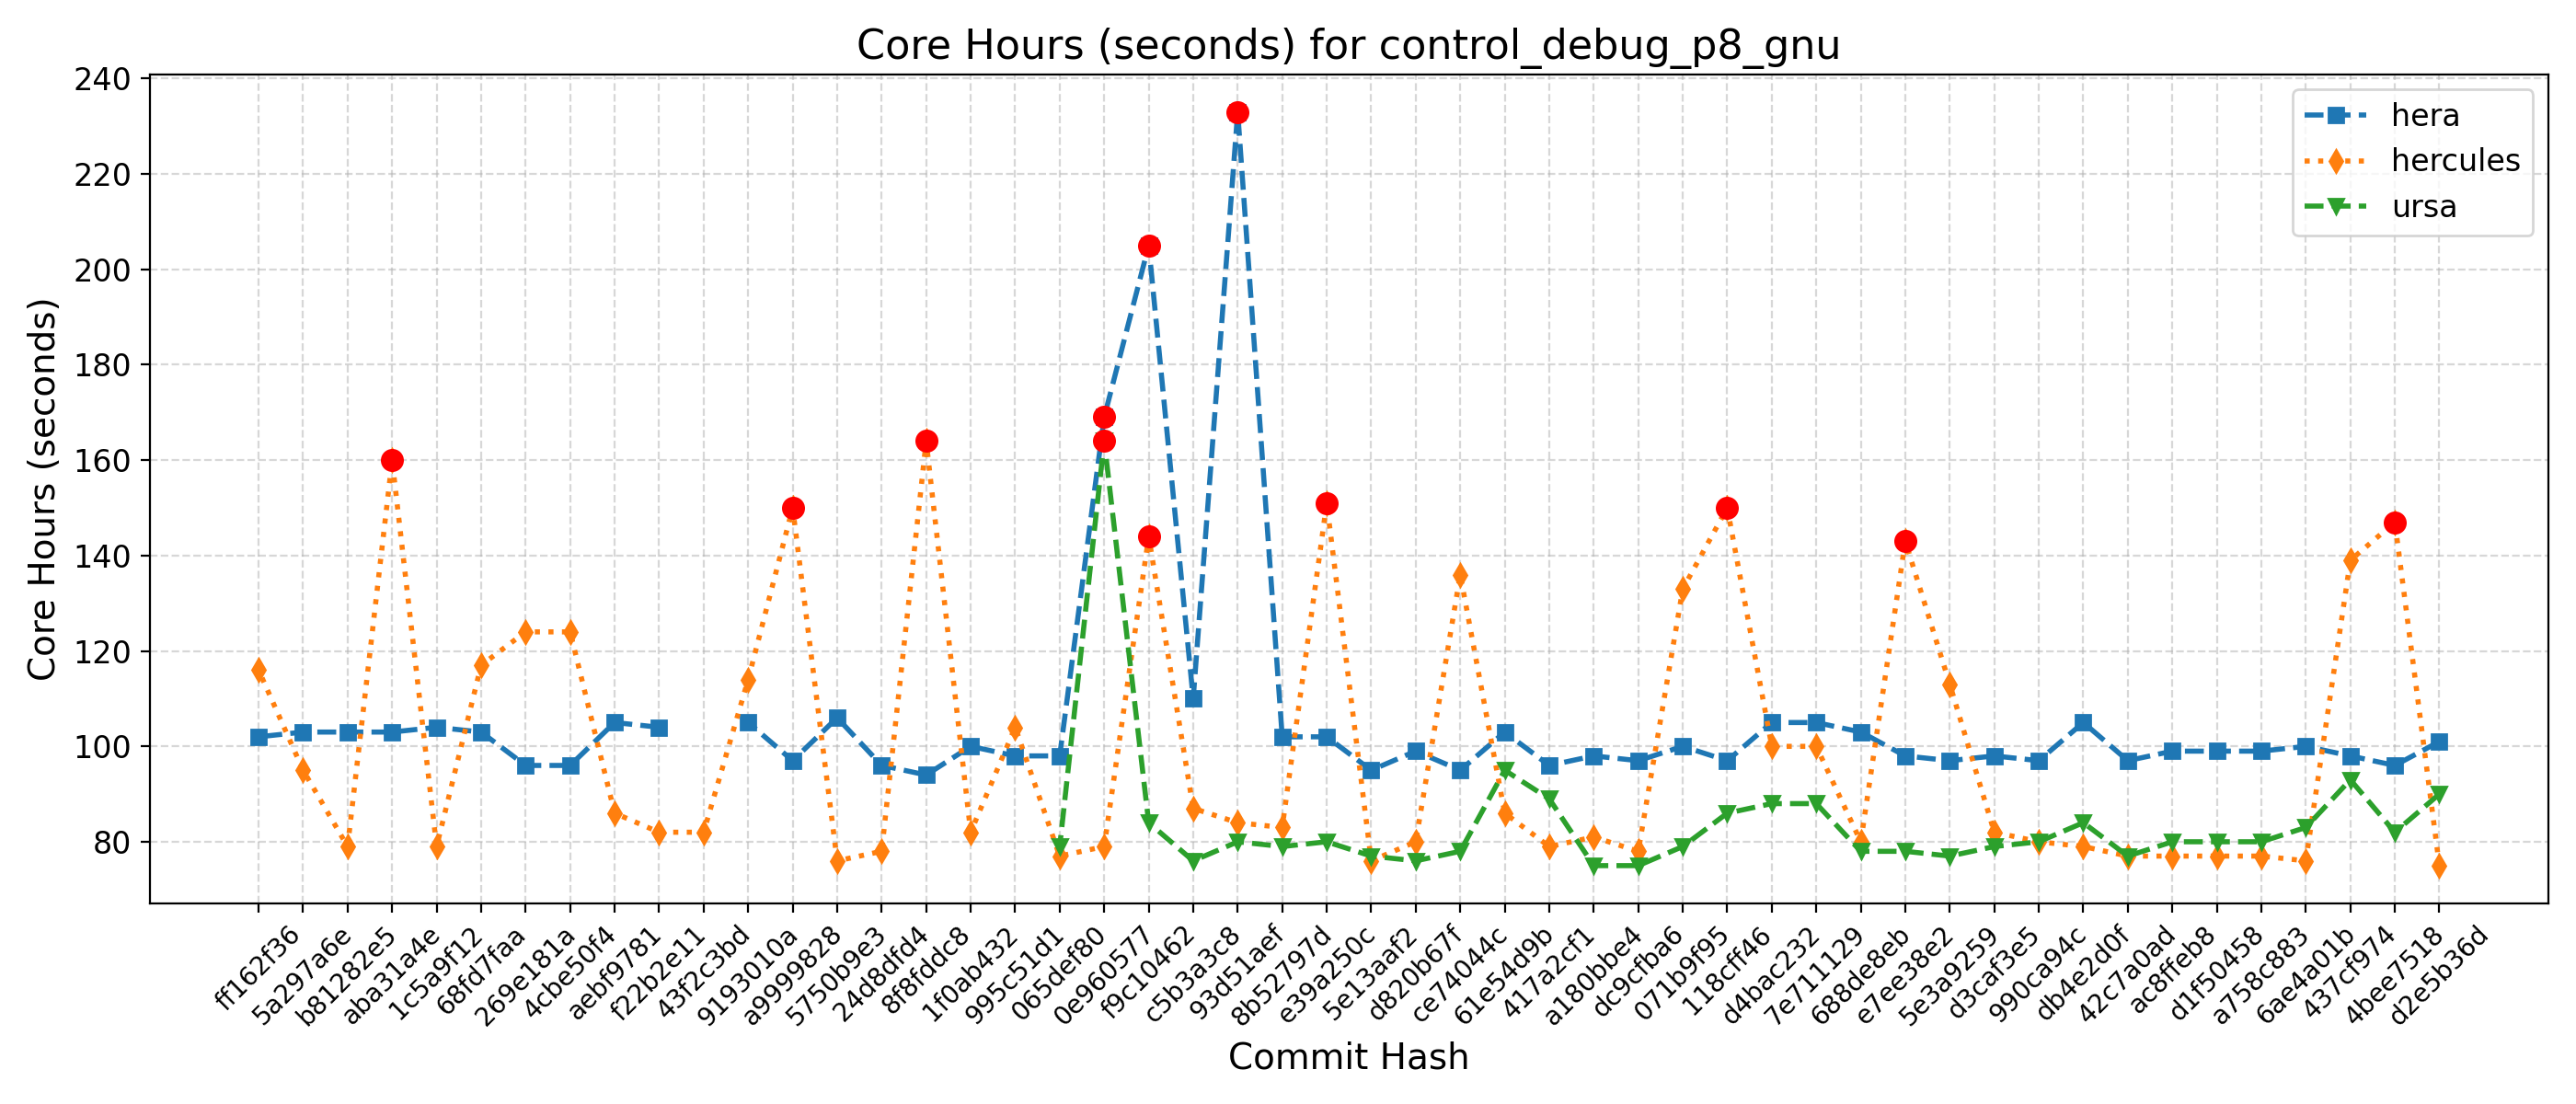 Core Hours (seconds) for control_debug_p8_gnu
Core Hours (seconds)
240
220
200
180
160
140
120
100
80
hera
hercules
ursa
ff162f36
5a297a6e
b81282e5
aba31a4e
1c5a9f12
68fd7faa
269e181a
4cbe50f4
aebf9781
f22b2e11
43f2c3bd
9193010a
a9999828
5750b9e3
24d8dfd4
8f8fddc8
1f0ab432
995c51d1
065def80
0e960577
f9c10462
c5b3a3c8
93d51aef
8b52797d
e39a250c
5e13aaf2
d820b67f
ce74044c
61e54d9b
417a2cf1
a180bbe4
dc9cfba6
071b9f95
118cff46
d4bac232
7e711129
688de8eb
e7ee38e2
5e3a9259
d3caf3e5
990ca94c
db4e2d0f
42c7a0ad
ac8ffeb8
d1f50458
a758c883
6ae4a01b
437cf974
4bee7518
d2e5b36d
Commit Hash